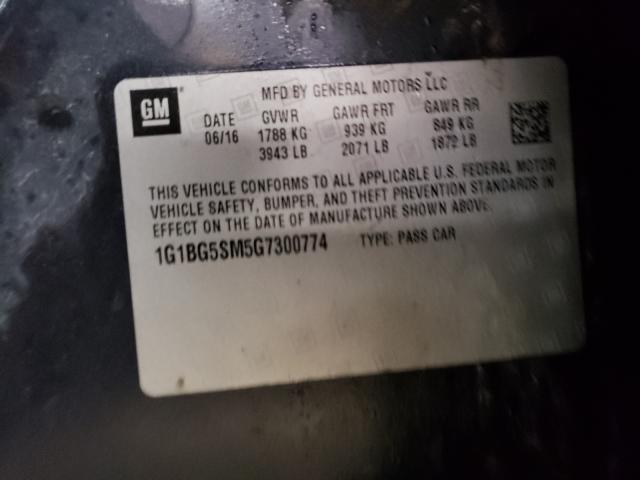 GM
MFD BY GENERAL MOTORS LLC
DATE GVWR GAWR FRT GAWR RR
06/16 1788 KG 939 KG 849 KG
3943 LB 2071 LB 1872 LB
THIS VEHICLE CONFORMS TO ALL APPLICABLE U.S. FEDERAL MOTOR
VEHICLE SAFETY, BUMPER, AND THEFT PREVENTION STANDARDS IN
EFFECT ON THE DATE OF MANUFACTURE SHOWN ABOVE.
1G1BG5SM5G7300774 TYPE: PASS CAR